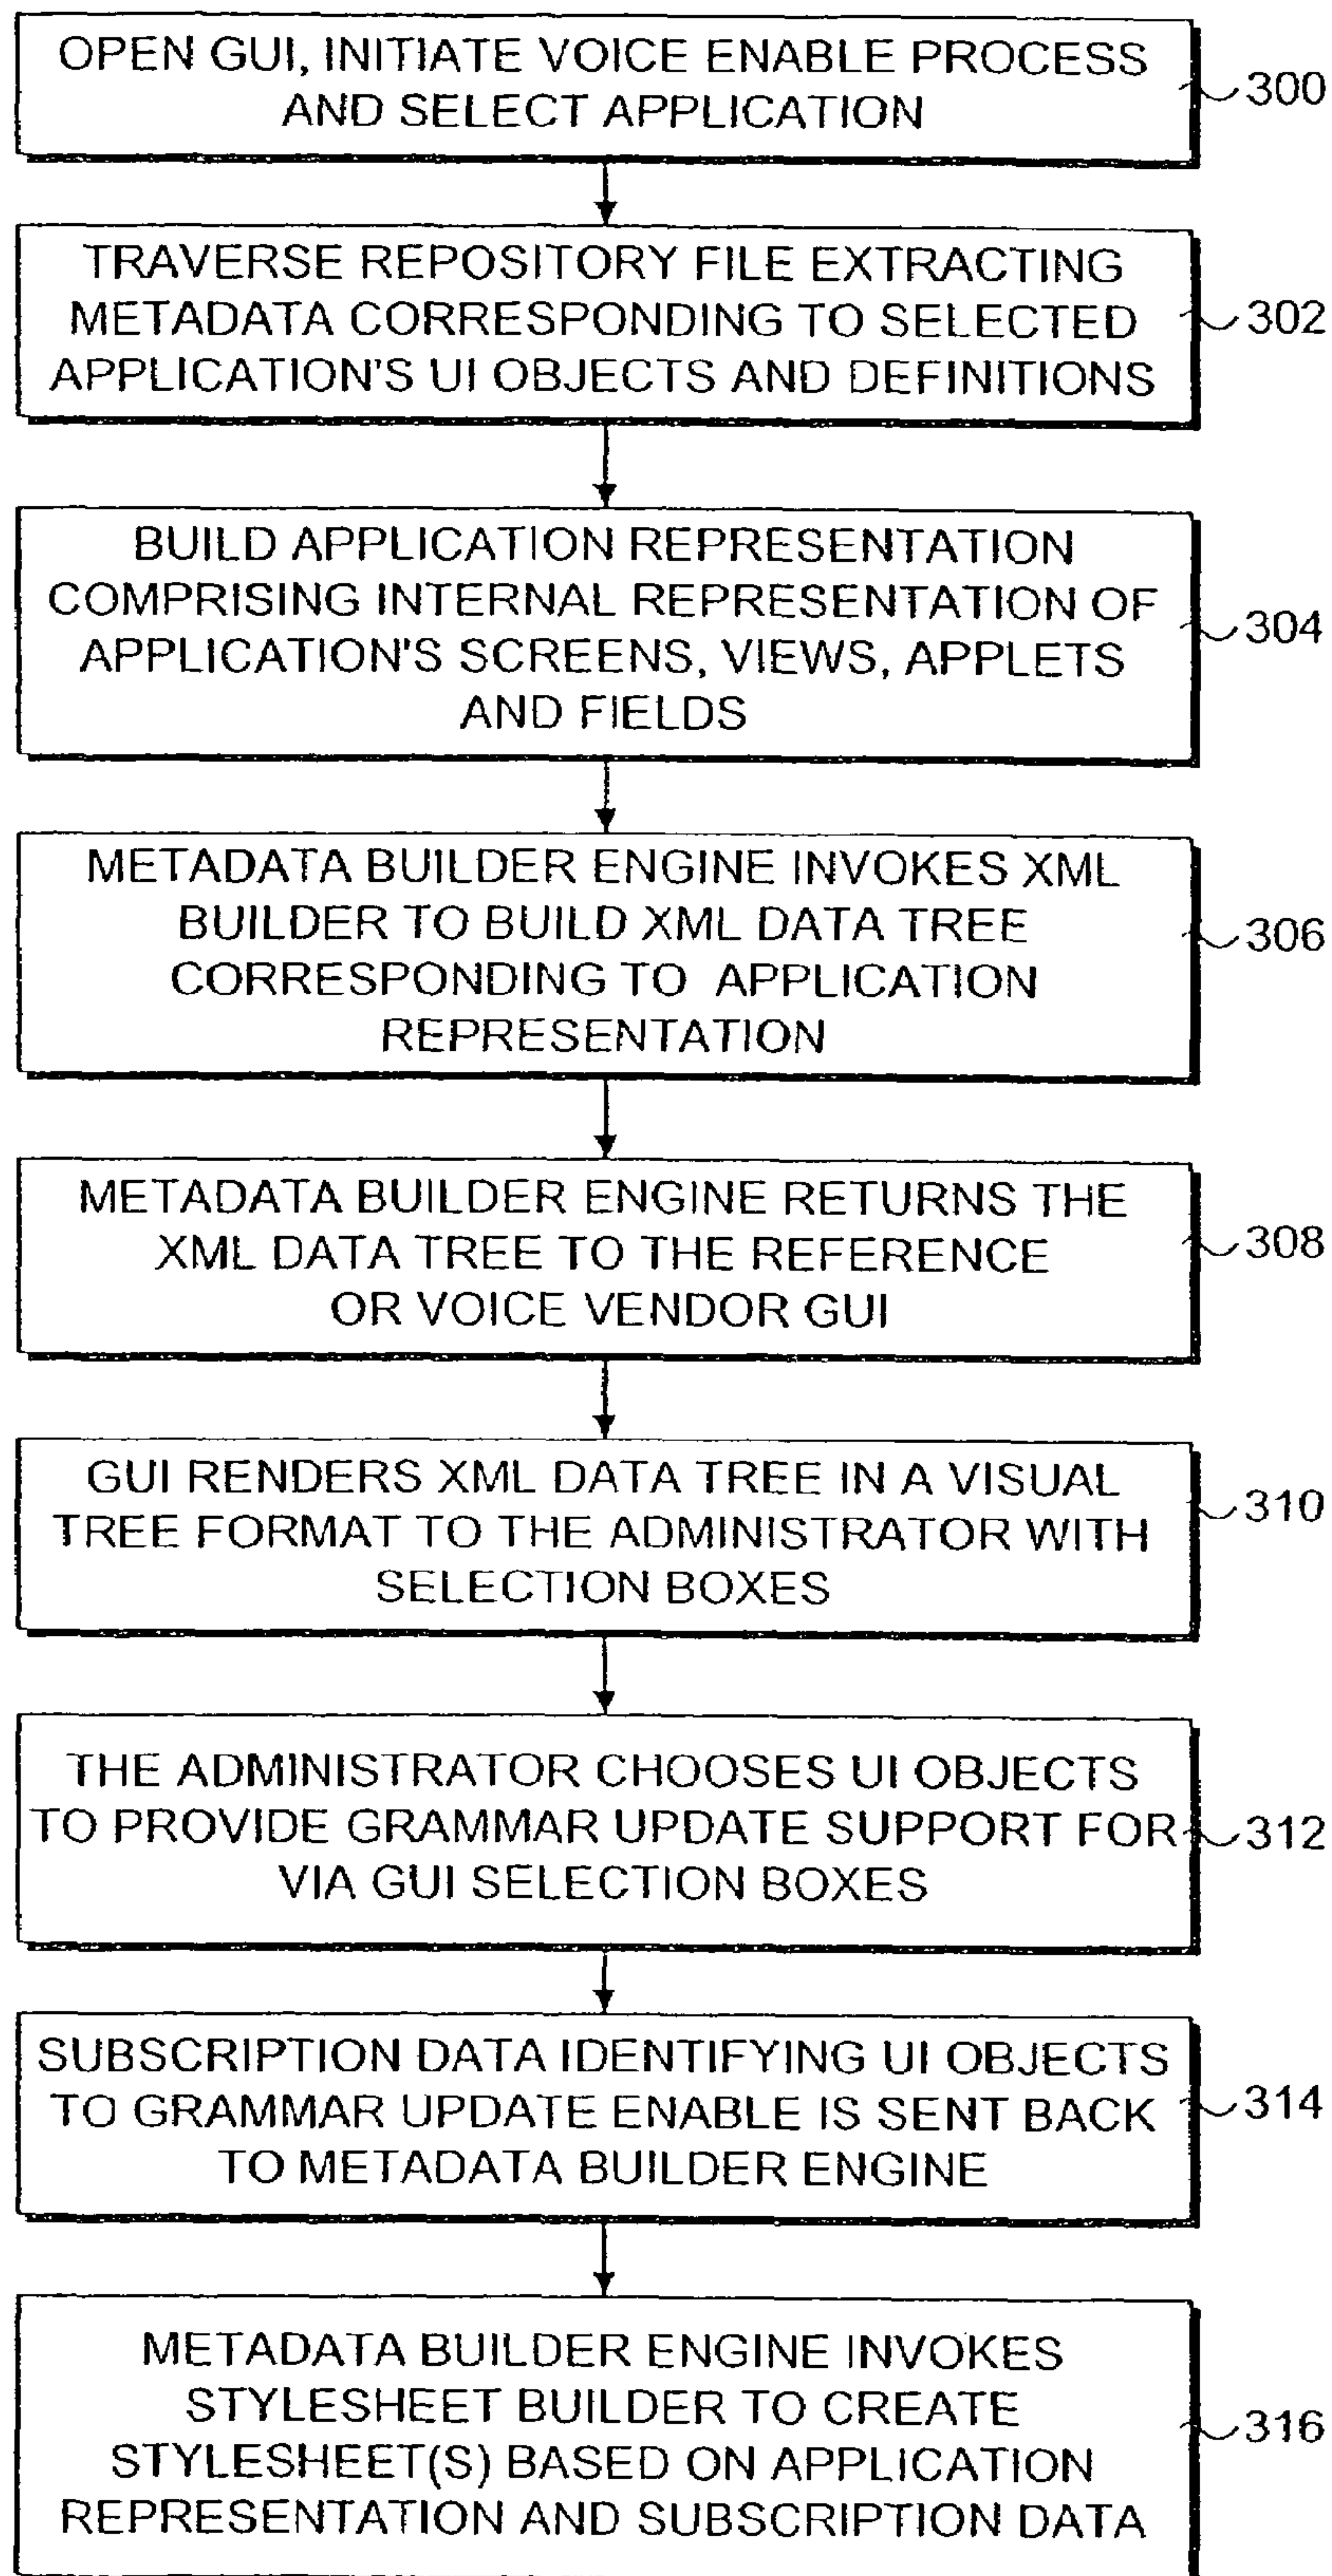 OPEN GUI, INITIATE VOICE ENABLE PROCESS
AND SELECT APPLICATION
300
TRAVERSE REPOSITORY FILE EXTRACTING
METADATA CORRESPONDING TO SELECTED
APPLICATION'S UI OBJECTS AND DEFINITIONS
302
BUILD APPLICATION REPRESENTATION
COMPRISING INTERNAL REPRESENTATION OF
APPLICATION'S SCREENS, VIEWS, APPLETS
AND FIELDS
304
METADATA BUILDER ENGINE INVOKES XML
BUILDER TO BUILD XML DATA TREE
CORRESPONDING TO APPLICATION
REPRESENTATION
306
METADATA BUILDER ENGINE RETURNS THE
XML DATA TREE TO THE REFERENCE
OR VOICE VENDOR GUI
308
GUI RENDERS XML DATA TREE IN A VISUAL
TREE FORMAT TO THE ADMINISTRATOR WITH
SELECTION BOXES
310
THE ADMINISTRATOR CHOOSES UI OBJECTS
TO PROVIDE GRAMMAR UPDATE SUPPORT FOR
VIA GUI SELECTION BOXES
312
SUBSCRIPTION DATA IDENTIFYING UI OBJECTS
TO GRAMMAR UPDATE ENABLE IS SENT BACK
TO METADATA BUILDER ENGINE
314
METADATA BUILDER ENGINE INVOKES
STYLESHEET BUILDER TO CREATE
STYLESHEET(S) BASED ON APPLICATION
REPRESENTATION AND SUBSCRIPTION DATA
316